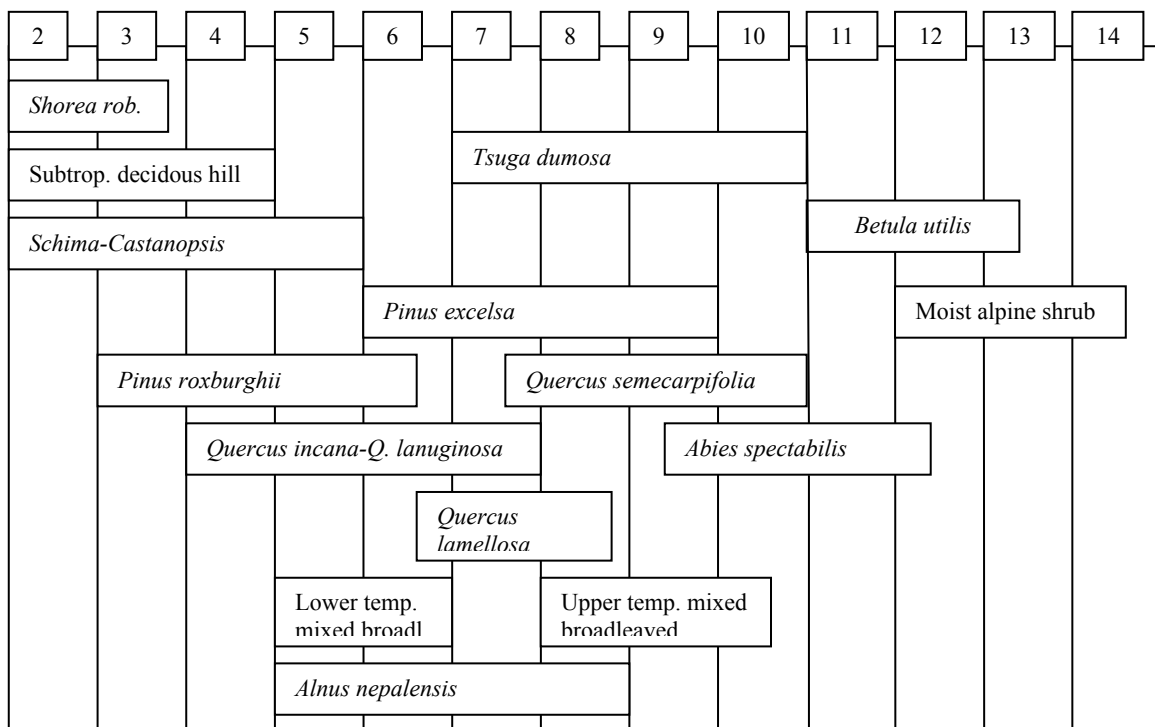 2 3 4 5 6 7 8 9 10 11 12 13 14
Shorea rob.
Tsuga dumosa
Subtrop. decidous hill
Betula utilis
Schima-Castanopsis
Pinus excelsa
Moist alpine shrub
Pinus roxburghii
Quercus semecarpifolia
Quercus incana-Q. lanuginosa
Abies spectabilis
Quercus
lamellosa
Lower temp.
mixed broadl
Upper temp. mixed
broadleaved
Alnus nepalensis